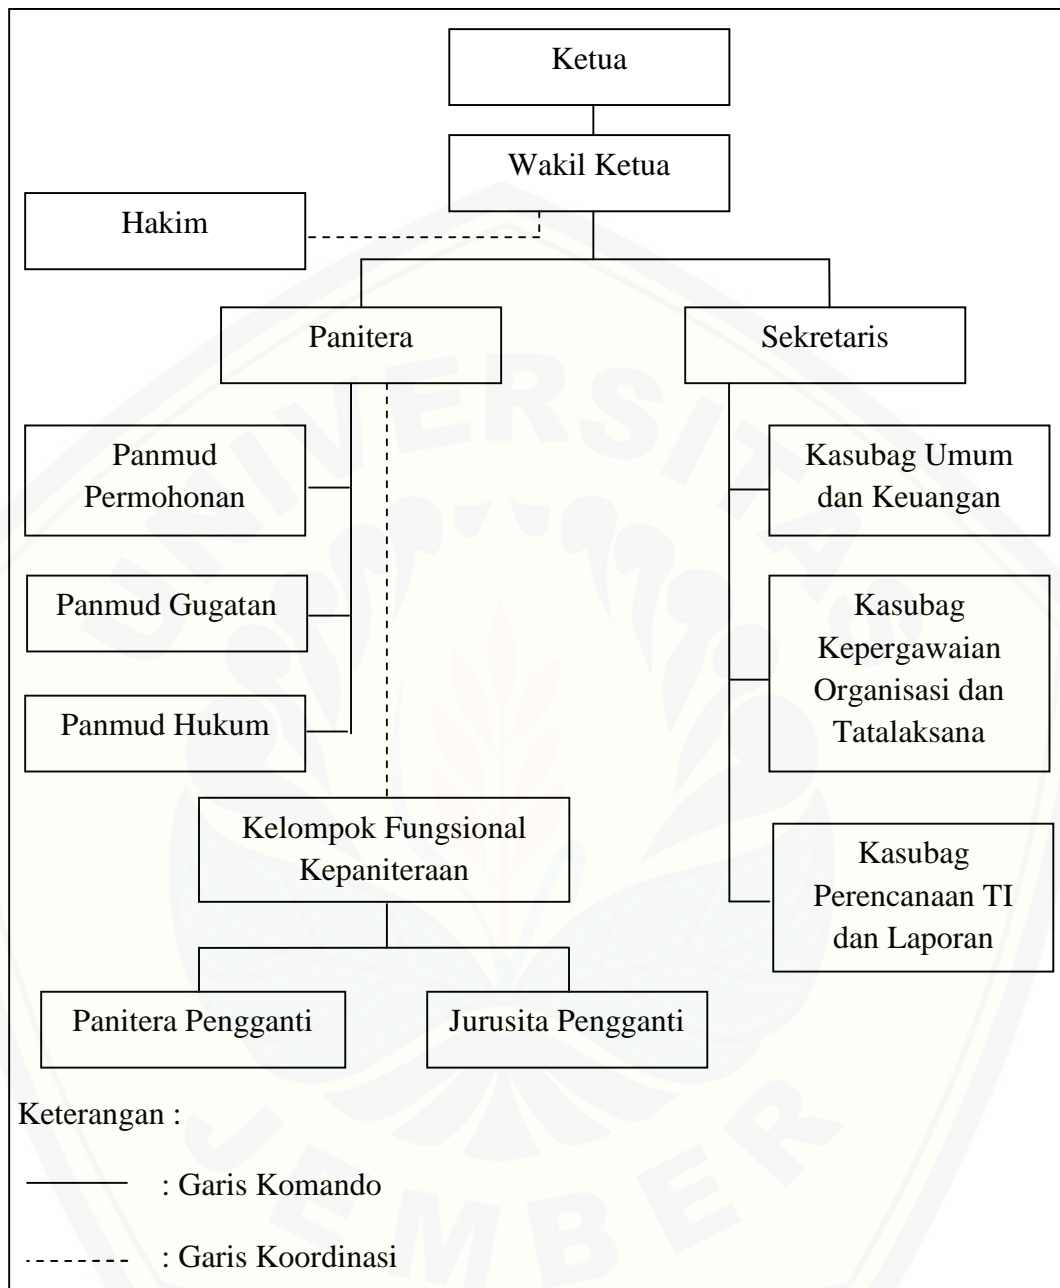 Ketua
Wakil Ketua
Hakim
Panitera
Sekretaris
Panmud
Permohonan
Kasubag Umum
dan Keuangan
Panmud Gugatan
Kasubag
Kepergawaian
Organisasi dan
Tatalaksana
Panmud Hukum
Kelompok Fungsional
Kepaniteraan
Kasubag
Perencanaan TI
dan Laporan
Panitera Pengganti
Jurusita Pengganti
Keterangan :
: Garis Komando
: Garis Koordinasi
UNIVERSITAS
JEMBER